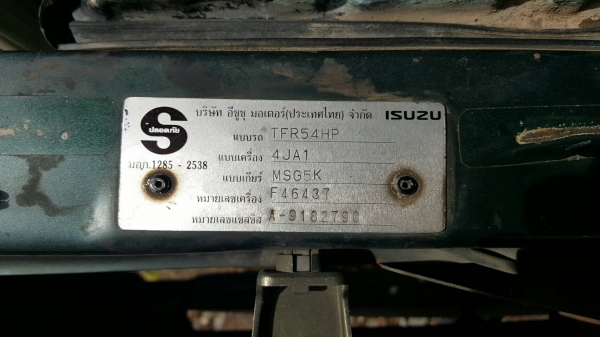 บริษัท อีซูซุ มอเตอร์(ประเทศไทย) จำกัด ISUZU
S
ปลอดภัย
มอก.1285 - 2538
แบบรถ TFR54HP
แบบเครื่อง 4JA1
แบบเกียร์ MSG5K
หมายเลขเครื่อง F46437
หมายเลขแชสซีส์ A-9182790